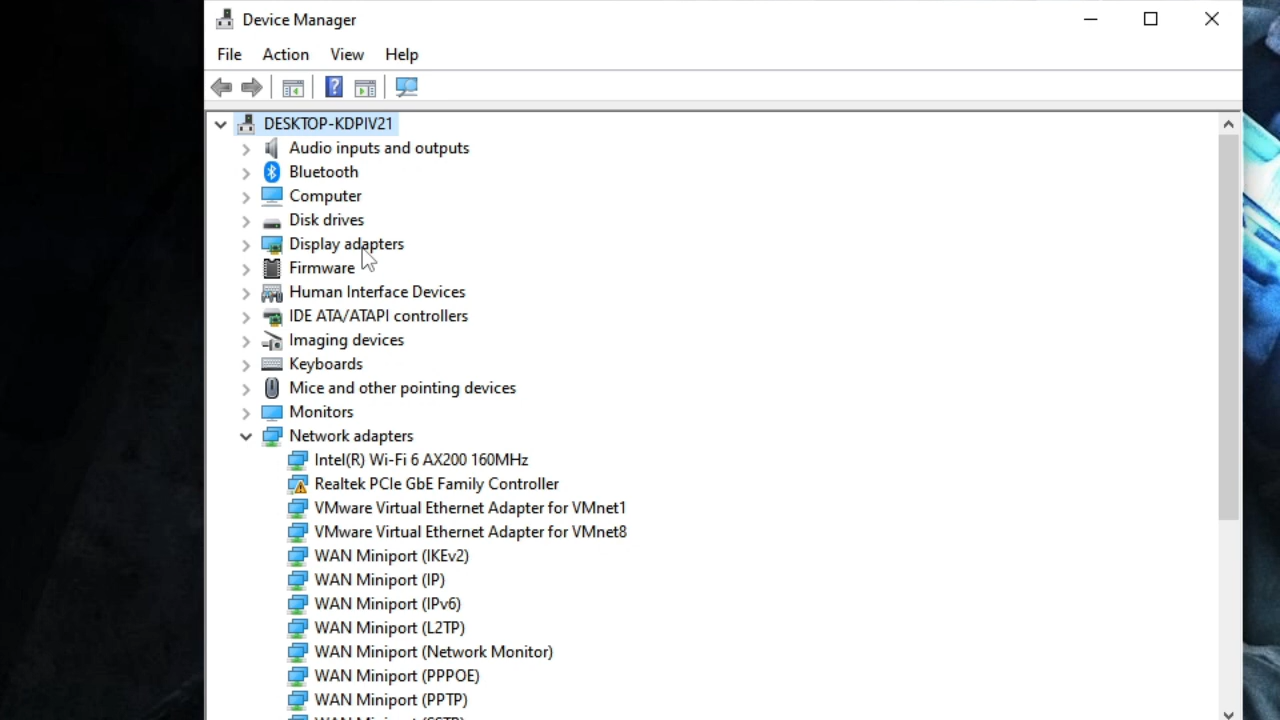 Device Manager
File Action View Help
DESKTOP-KDPIV21
Audio inputs and outputs
Bluetooth
Computer
Disk drives
Display adapters
Firmware
Human Interface Devices
IDE ATA/ATAPI controllers
Imaging devices
Keyboards
Mice and other pointing devices
Monitors
Network adapters
Intel(R) Wi-Fi 6 AX200 160MHz
Realtek PCIe GbE Family Controller
VMware Virtual Ethernet Adapter for VMnet1
VMware Virtual Ethernet Adapter for VMnet8
WAN Miniport (IKEv2)
WAN Miniport (IP)
WAN Miniport (IPv6)
WAN Miniport (L2TP)
WAN Miniport (Network Monitor)
WAN Miniport (PPPOE)
WAN Miniport (PPTP)
WAN Miniport (SSTP)